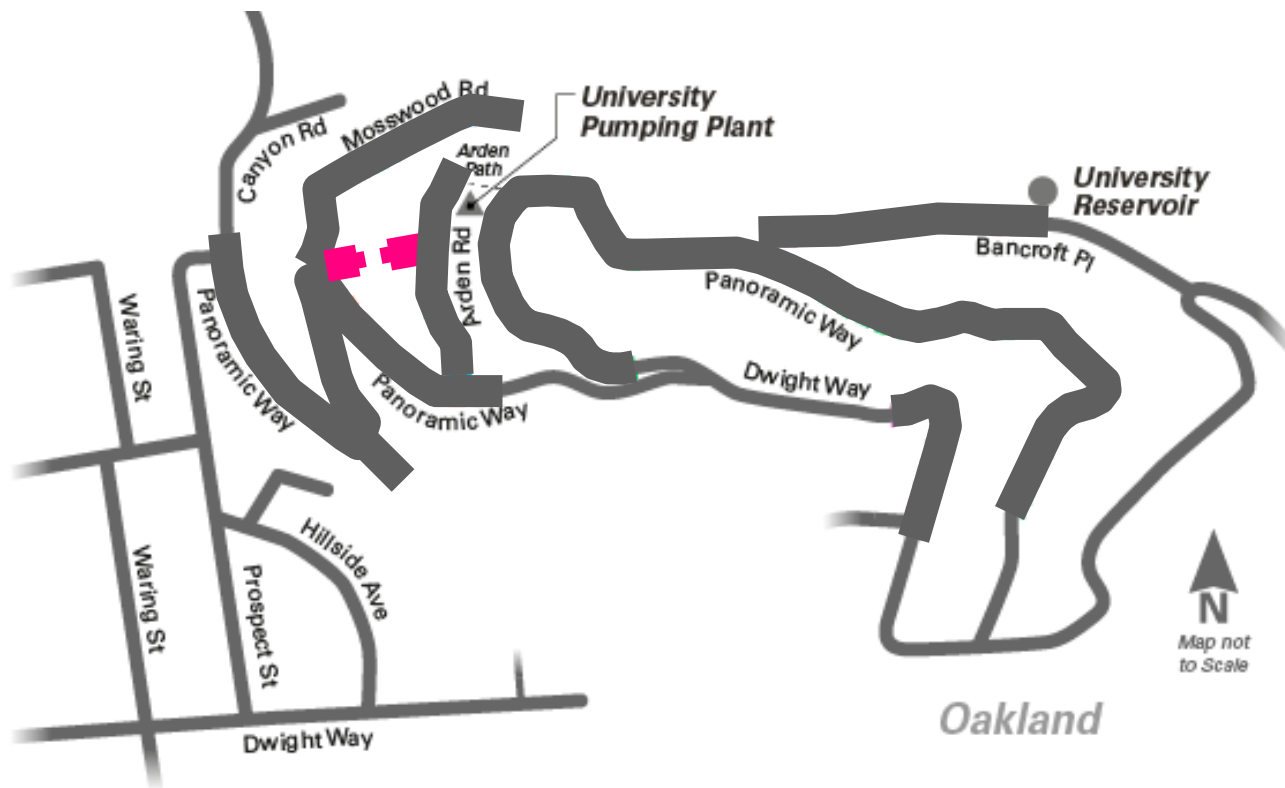 Mosswood Rd
University
Pumping Plant
Canyon Rd
Arden
Path
University
Reservoir
Arden Rd
Bancroft Pl
Panoramic Way
Waring St
Panoramic Way
Panoramic Way
Dwight Way
Hillside Ave
Waring St
Prospect St
N
Map not
to Scale
Oakland
Dwight Way